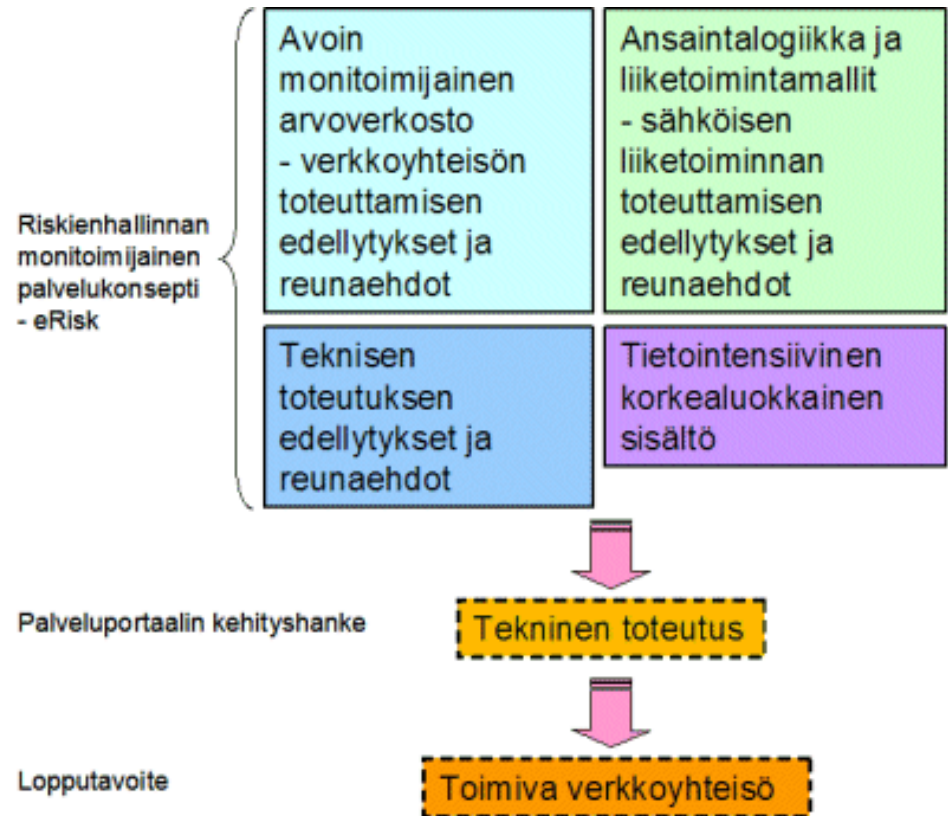 Riskienhallinnan
monitoimijainen
palvelukonsepti
- eRisk
Avoin
monitoimijainen
arvoverkosto
- verkkoyhteisön
toteuttamisen
edellytykset ja
reunaehdot
Ansaintalogiikka ja
liiketoimintamallit
- sähköisen
liiketoiminnan
toteuttamisen
edellytykset ja
reunaehdot
Teknisen
toteutuksen
edellytykset ja
reunaehdot
Tietointensiivinen
korkealuokkainen
sisältö
Palveluportaalin kehityshanke
Tekninen toteutus
Lopputavoite
Toimiva verkkoyhteisö